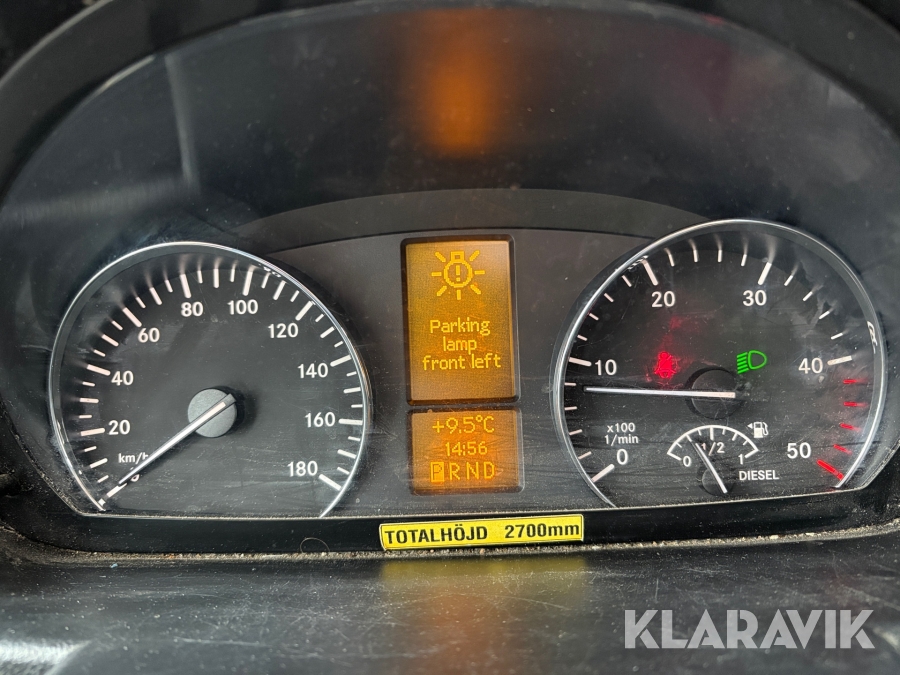 20
40
60
80
100
120
140
160
180
km/h
Parking
lamp
front left
+9,5°C
14:56
PRND
0
10
20
30
40
50
x100
1/min
0
1/2
1
DIESEL
TOTALHÖJD 2700mm
KLARAVIK